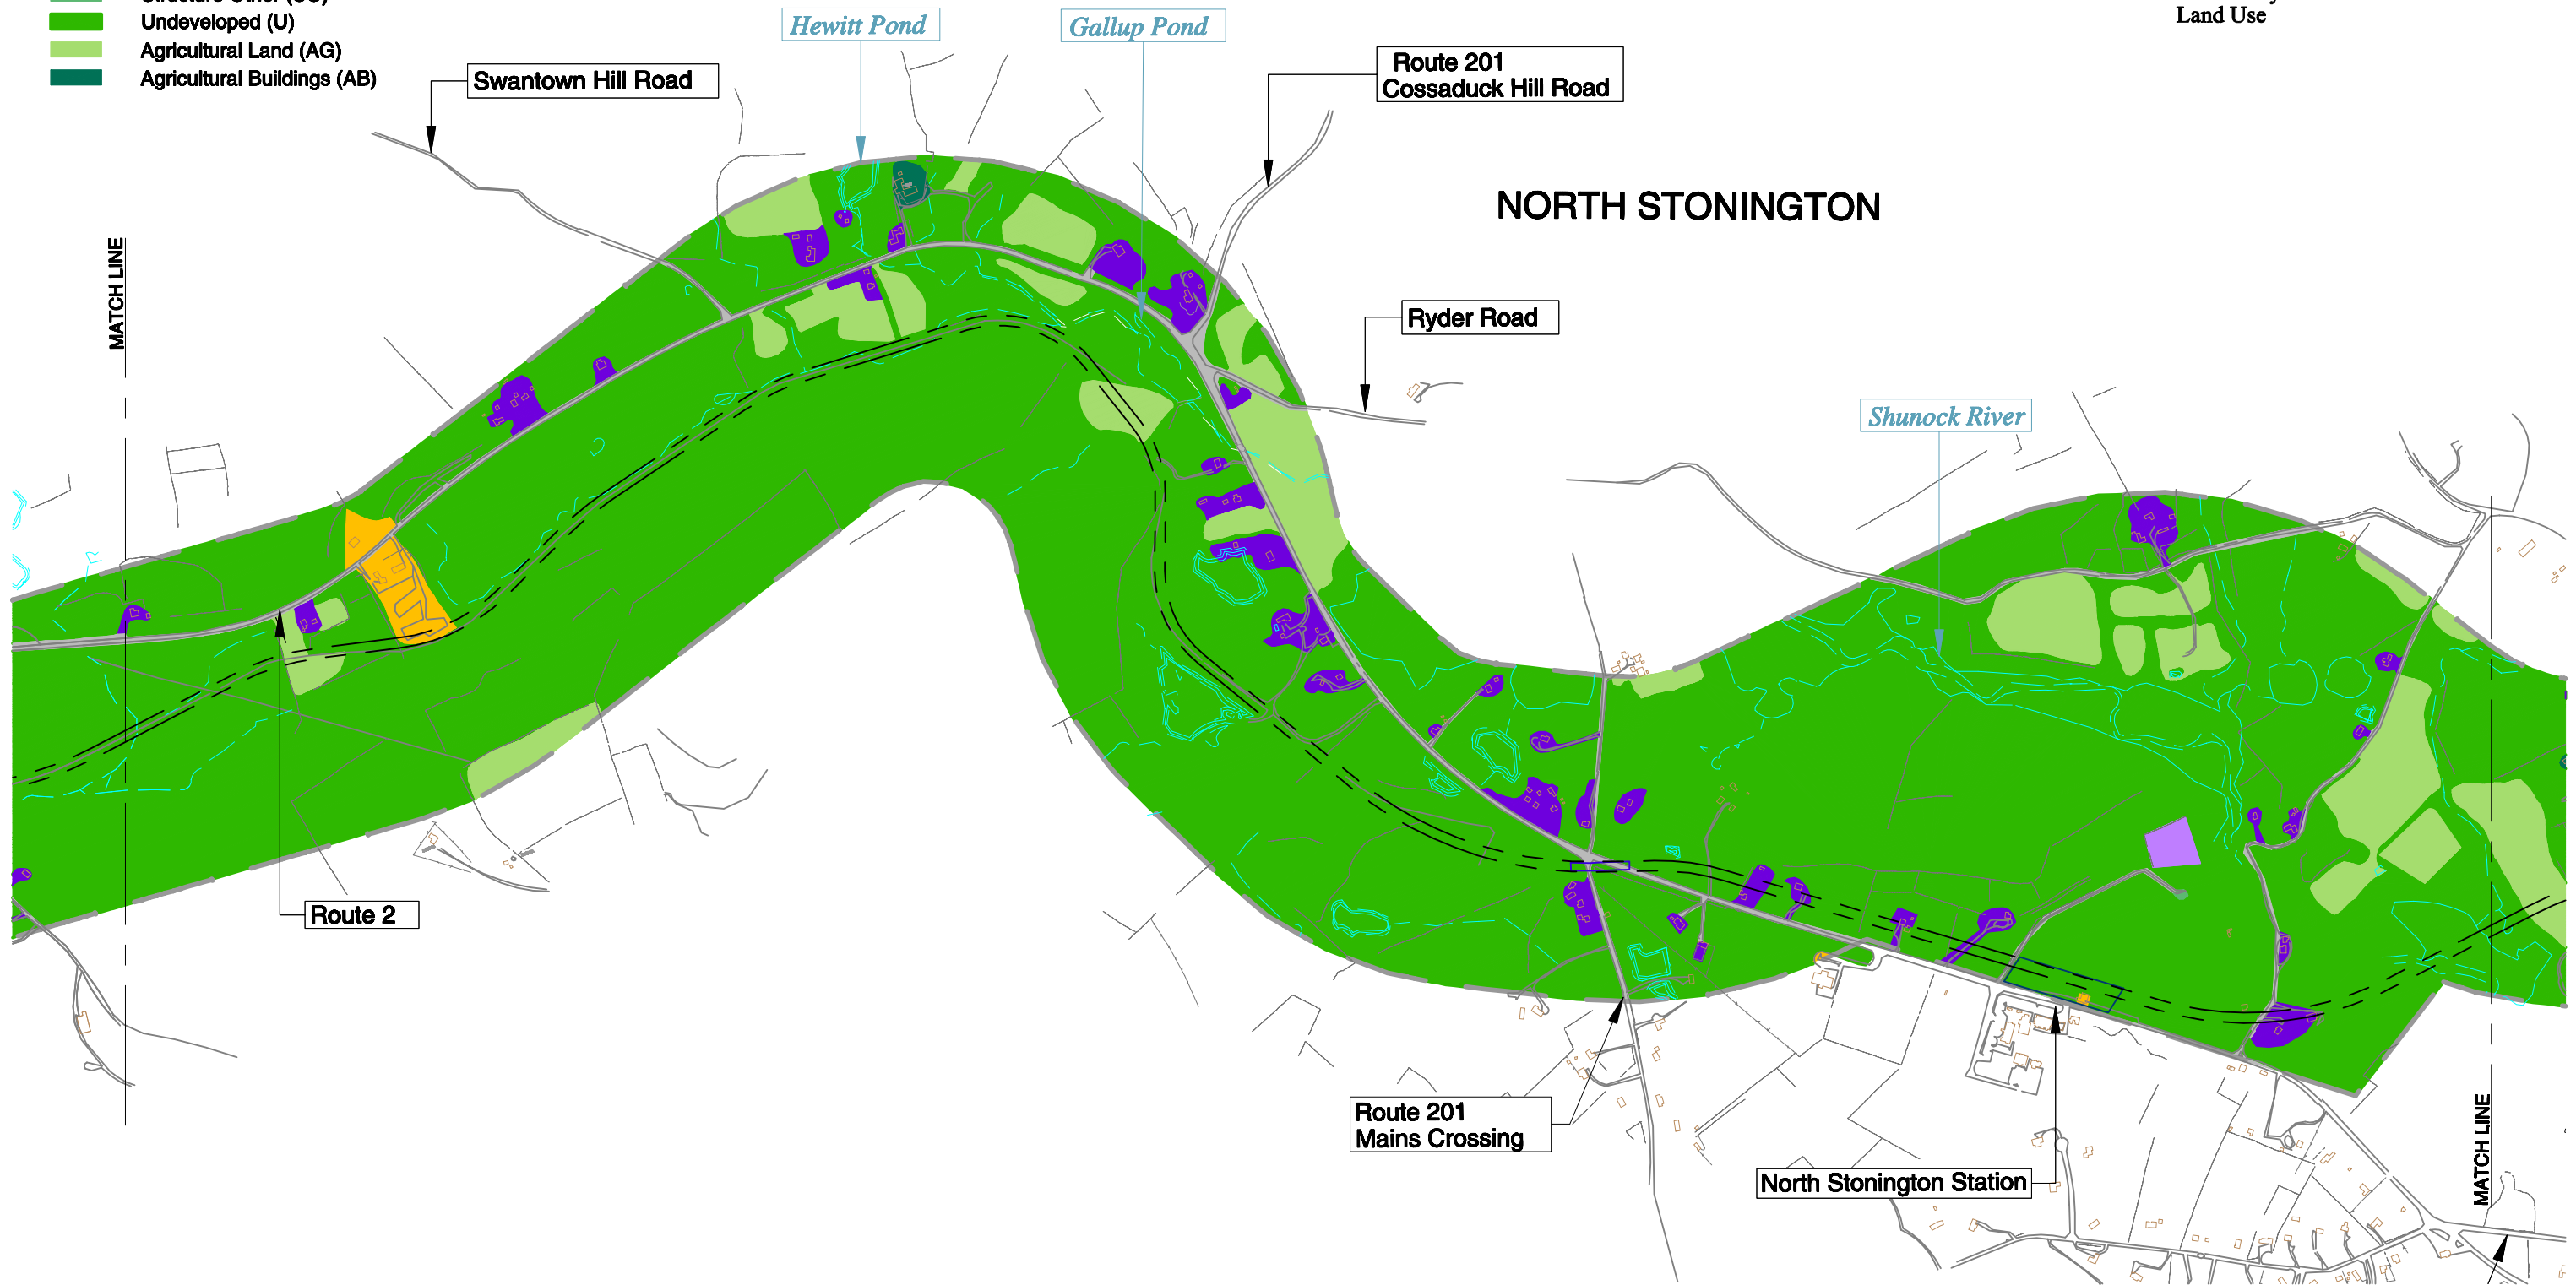 Undeveloped (U)
Agricultural Land (AG)
Agricultural Buildings (AB)
Land Use
Hewitt Pond
Gallup Pond
Swantown Hill Road
Route 201
Cossaduck Hill Road
NORTH STONINGTON
MATCH LINE
Ryder Road
Shunock River
Route 2
Route 201
Mains Crossing
North Stonington Station
MATCH LINE